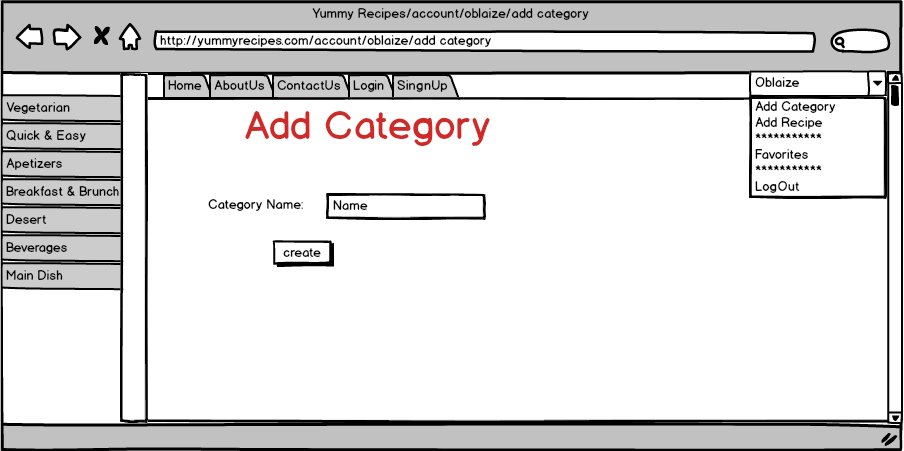 Yummy Recipes/account/oblaize/add category
http://yummyrecipes.com/account/oblaize/add category
Home AboutUs ContactUs Login SingnUp
Oblaize
Add Category
Add Recipe
***********
Favorites
***********
LogOut
Vegetarian
Quick & Easy
Apetizers
Breakfast & Brunch
Desert
Beverages
Main Dish
Add Category
Category Name: Name
create